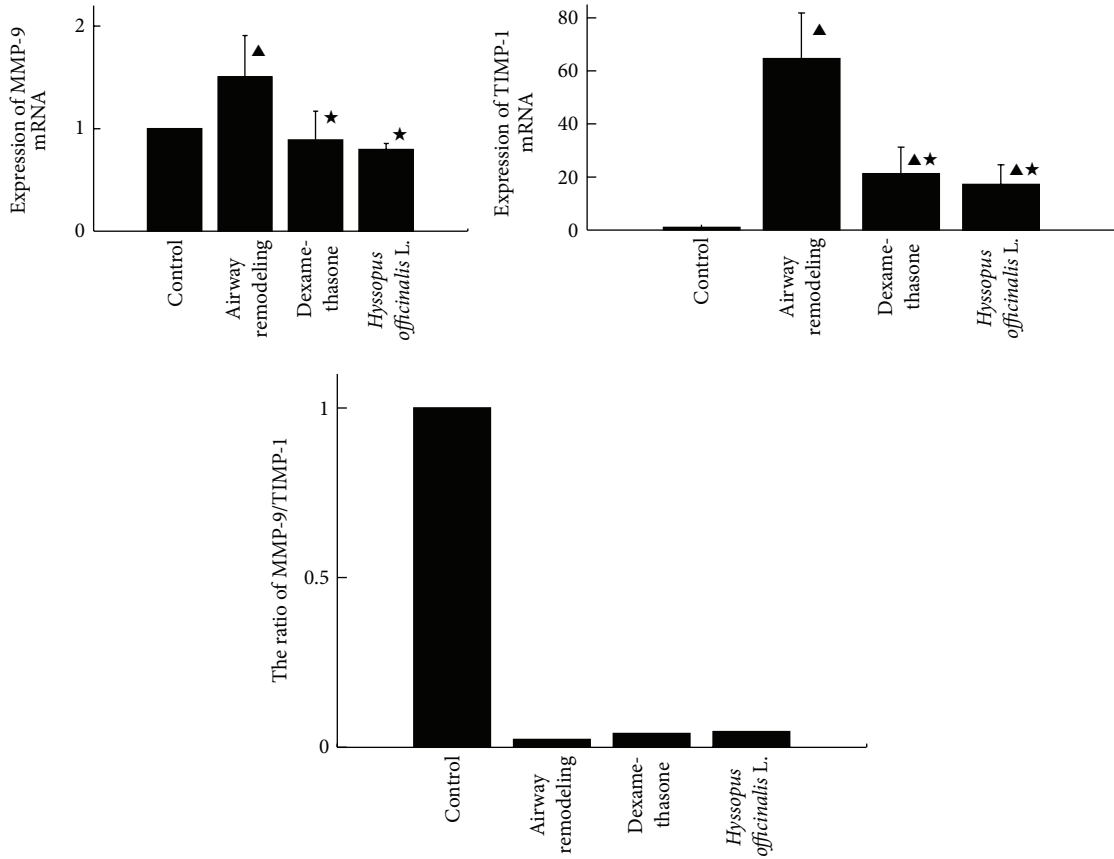 Expression of MMP-9
mRNA
2
1
0
Control
Airway
remodeling
Dexame-
thasone
Hyssopus
officinalis L.
Expression of TIMP-1
mRNA
80
60
40
20
0
Control
Airway
remodeling
Dexame-
thasone
Hyssopus
officinalis L.
The ratio of MMP-9/TIMP-1
1
0.5
0
Control
Airway
remodeling
Dexame-
thasone
Hyssopus
officinalis L.